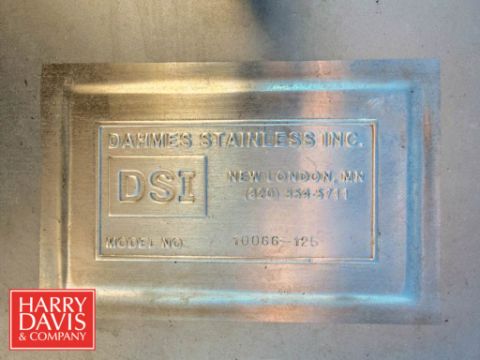 DAHMES STAINLESS INC.
DSI
NEW LONDON, MN
(320) 354-5711
MODEL NO. 10066-125
HARRY
DAVIS
& COMPANY